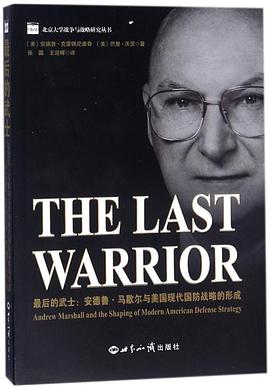 北京大学战争与战略研究丛书
（美）安德鲁·克雷佩尼维奇 （美）巴里·沃茨 著
张露 王迎晖 译
最后的武士
THE LAST
WARRIOR
最后的武士：安德鲁·马歇尔与美国现代国防战略的形成
Andrew Marshall and the Shaping of Modern American Defense Strategy
世界知识出版社